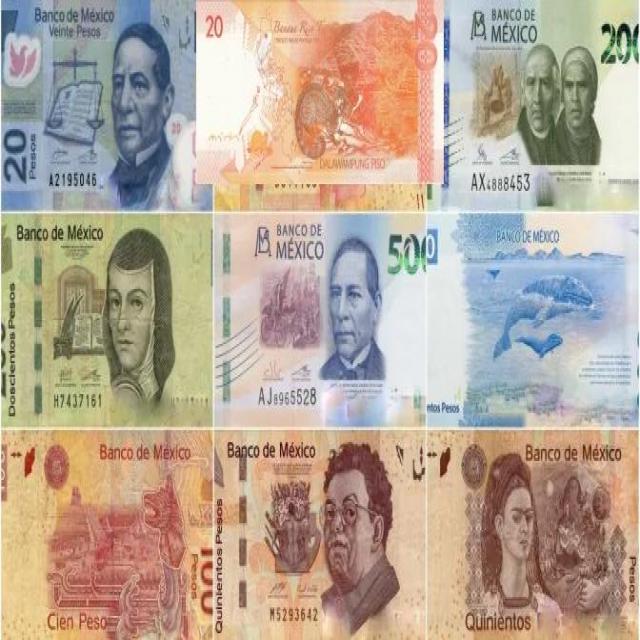 Banco de México
Veinte Pesos
20
Pesos
A2195046
20
DALAWAMPUNG PISO
BANCO DE
MÉXICO
200
AX4888453
Banco de México
Doscientos Pesos
H7437161
BANCO DE
MÉXICO
500
AJ8965528
BANCO DE MÉXICO
ntos Pesos
Banco de México
100
Pesos
Cien Peso
Banco de México
Quinientos Pesos
M5293642
Banco de México
Quinientos
Pesos